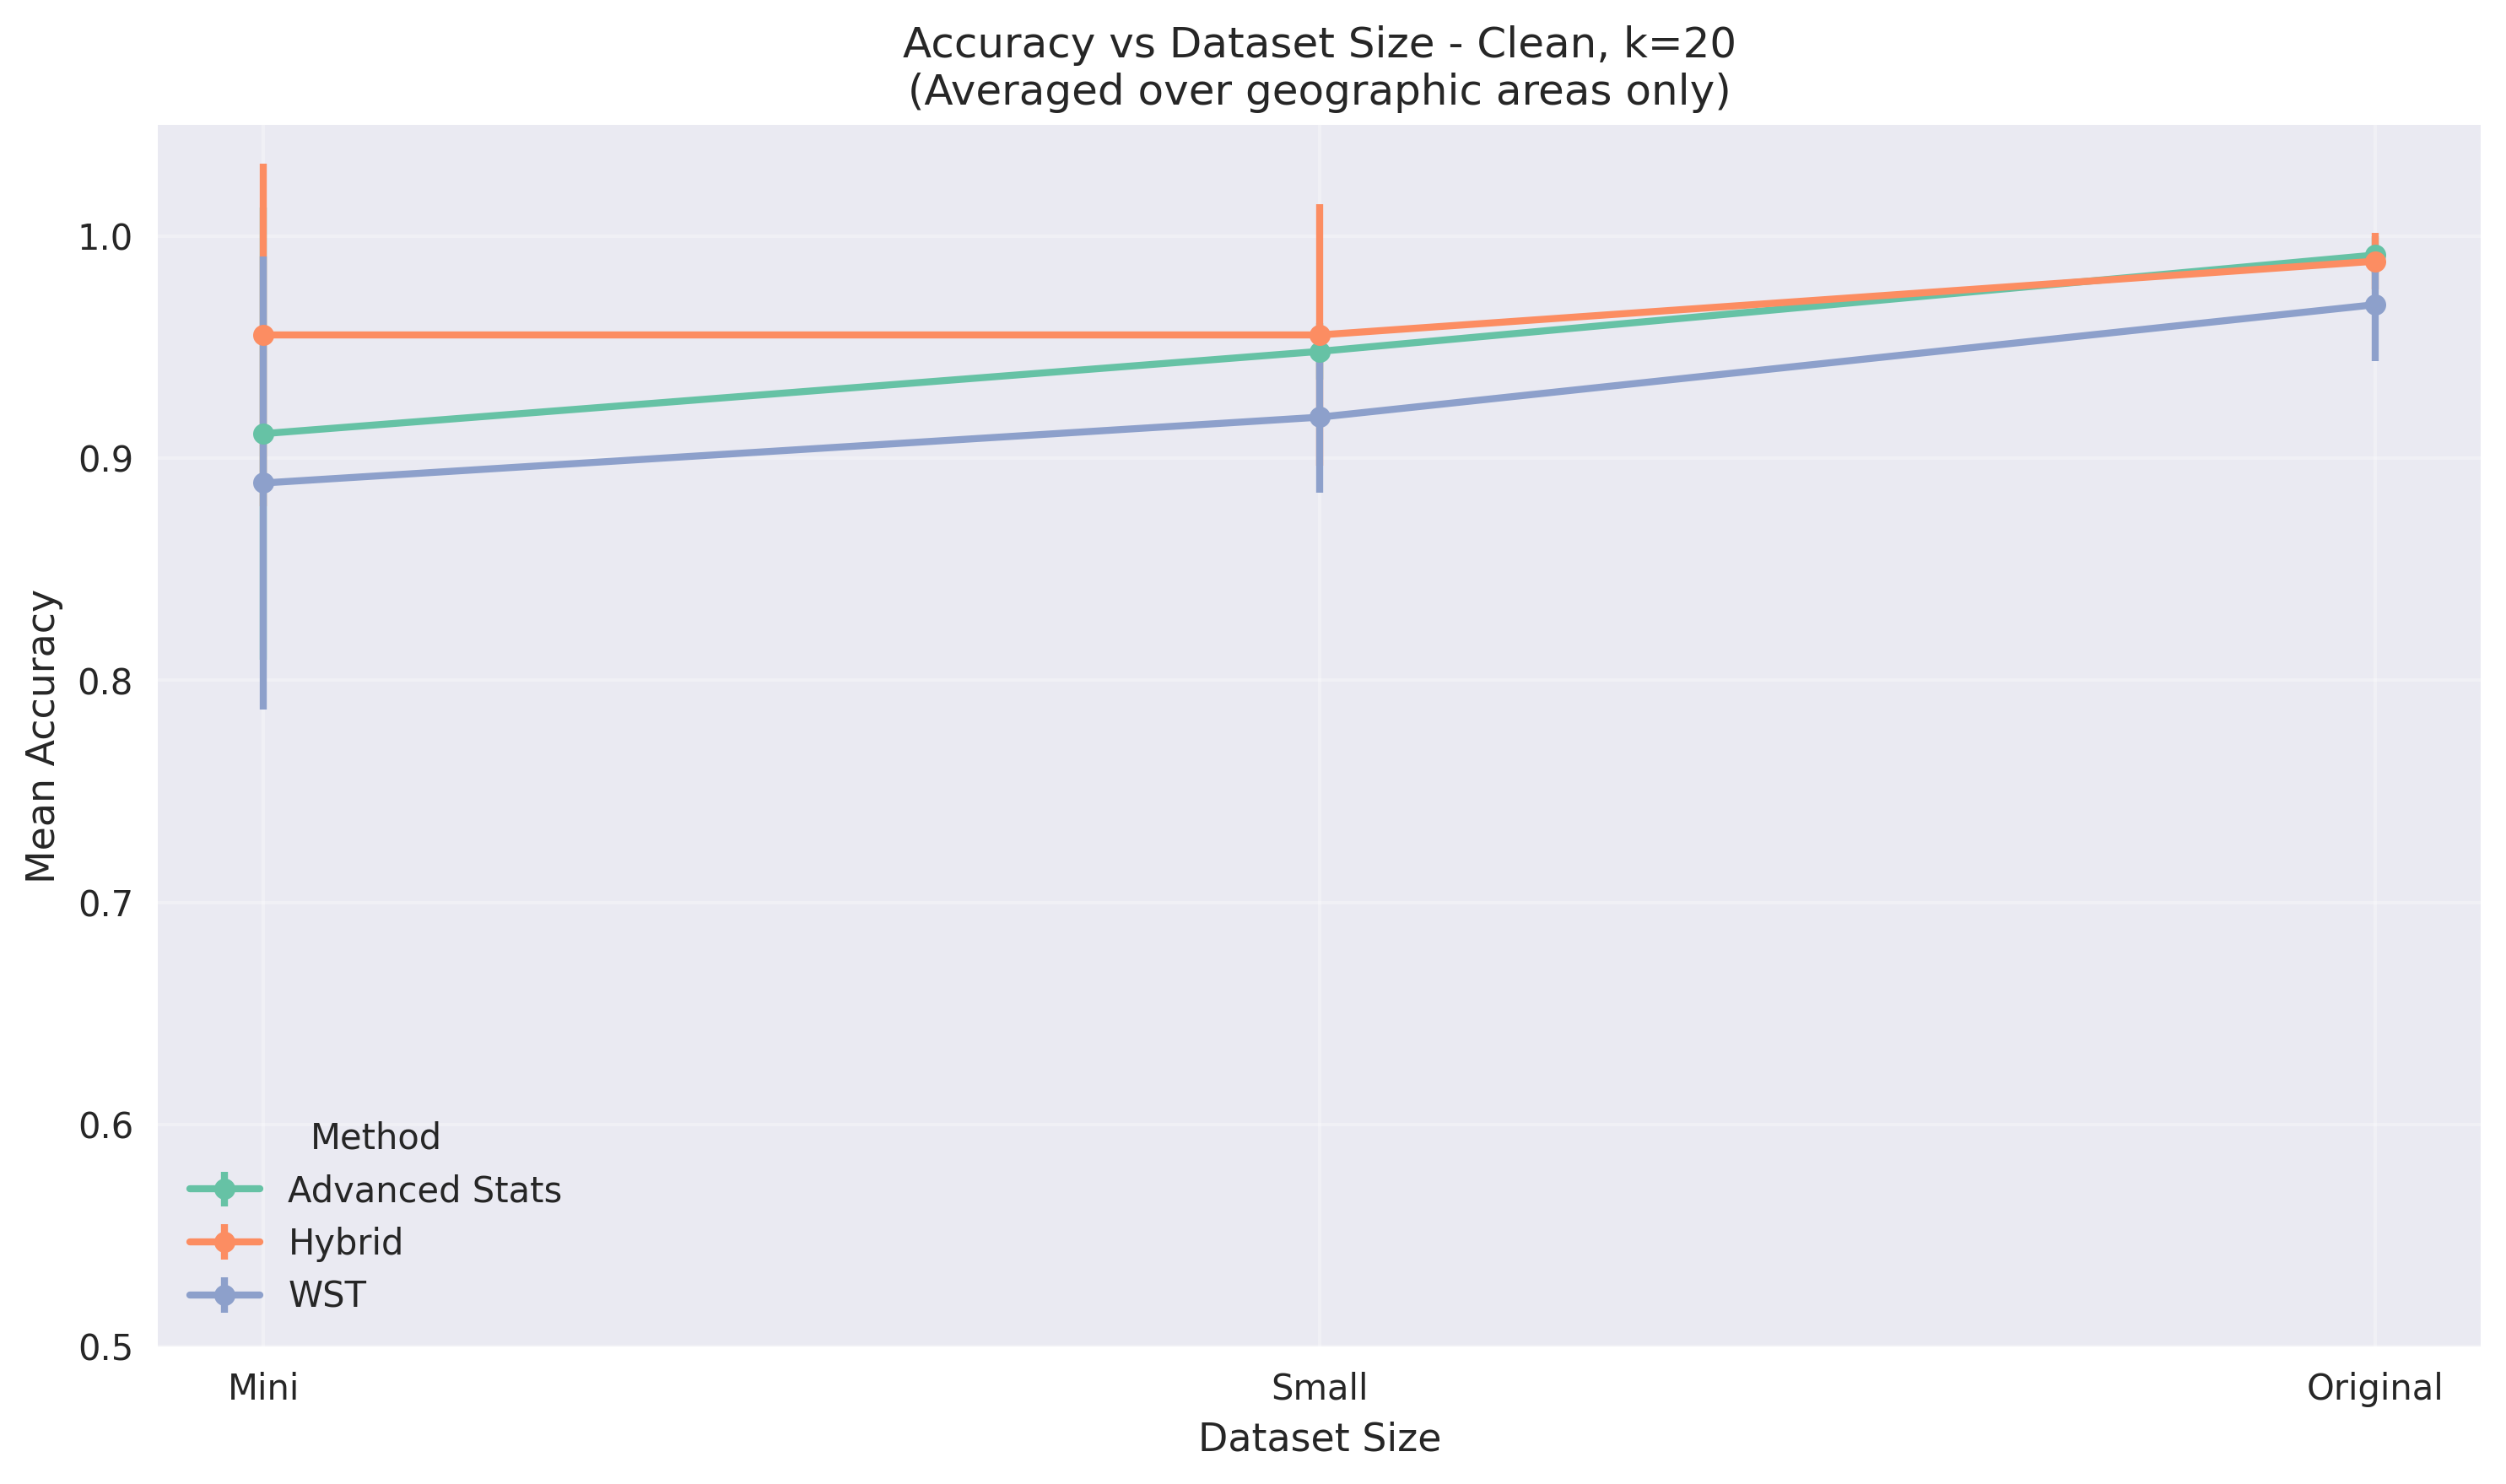 Accuracy vs Dataset Size - Clean, k=20
(Averaged over geographic areas only)
Mean Accuracy
1.0
0.9
0.8
0.7
0.6
0.5
Method
Advanced Stats
Hybrid
WST
Mini
Small
Original
Dataset Size